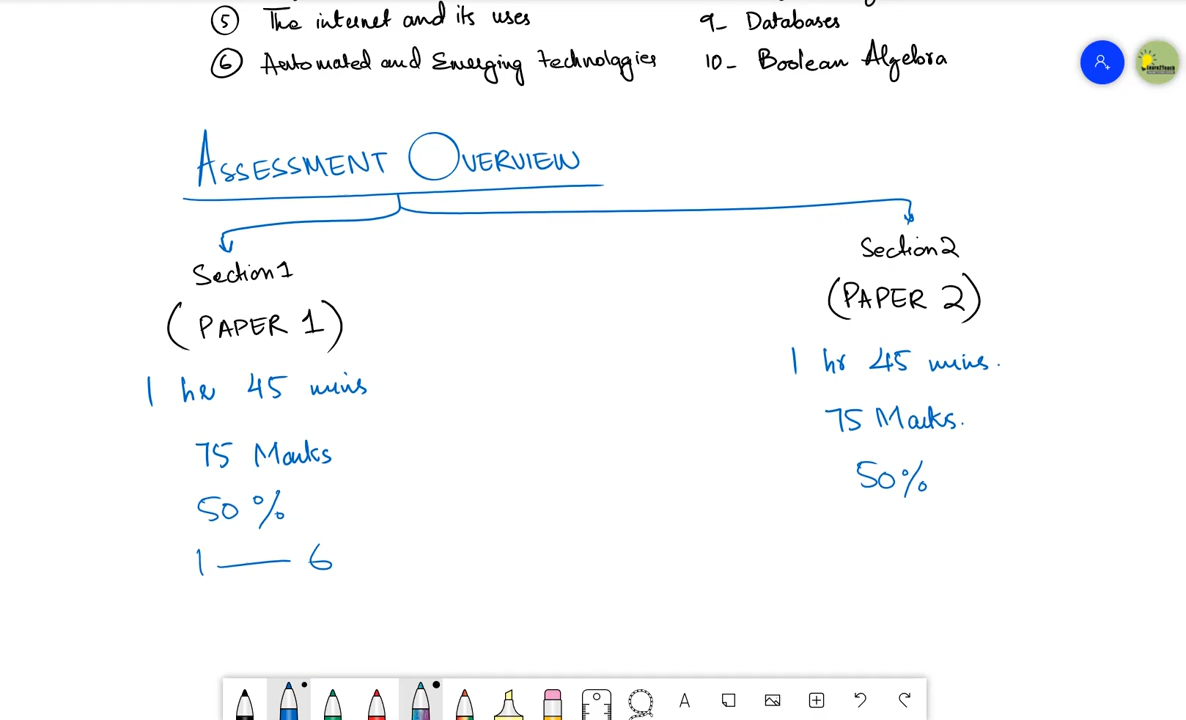 5 The internet and its uses
9- Databases
6 Automated and Emerging technologies
10- Boolean Algebra
ASSESSMENT OVERVIEW
Section 1
(PAPER 1)
1 hr 45 mins
75 Marks
50%
1 — 6
Section 2
(PAPER 2)
1 hr 45 mins.
75 Marks.
50%
A